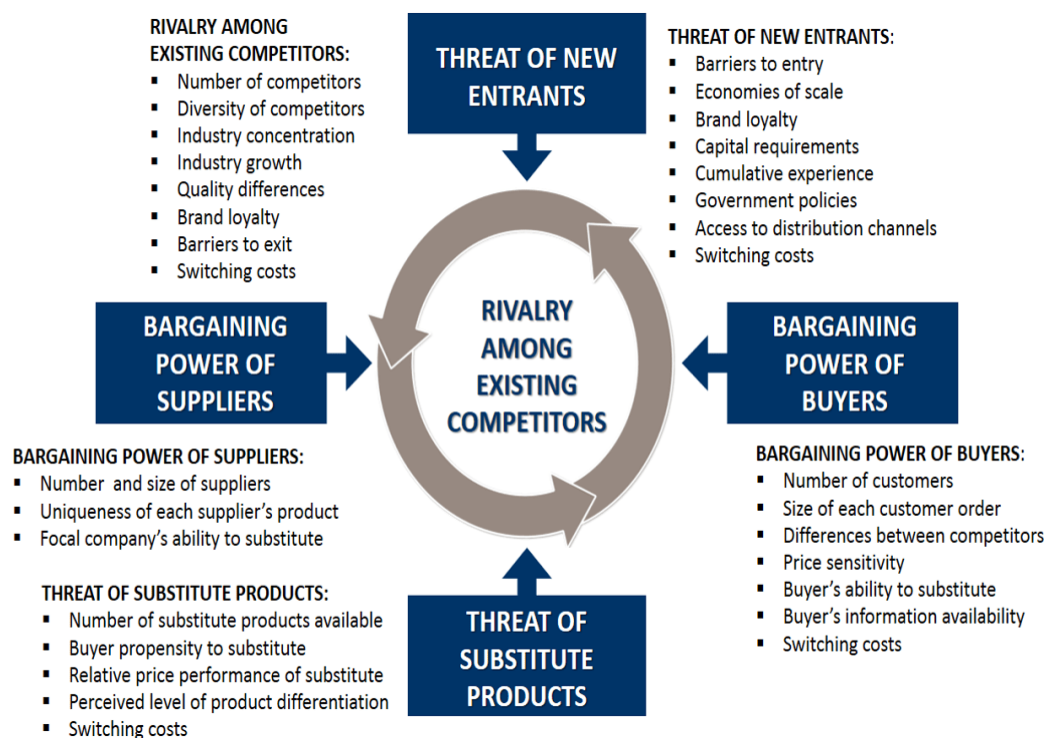 RIVALRY AMONG
EXISTING COMPETITORS:
▪ Number of competitors
▪ Diversity of competitors
▪ Industry concentration
▪ Industry growth
▪ Quality differences
▪ Brand loyalty
▪ Barriers to exit
▪ Switching costs
THREAT OF NEW
ENTRANTS
THREAT OF NEW ENTRANTS:
▪ Barriers to entry
▪ Economies of scale
▪ Brand loyalty
▪ Capital requirements
▪ Cumulative experience
▪ Government policies
▪ Access to distribution channels
▪ Switching costs
BARGAINING
POWER OF
SUPPLIERS
RIVALRY
AMONG
EXISTING
COMPETITORS
BARGAINING
POWER OF
BUYERS
BARGAINING POWER OF SUPPLIERS:
▪ Number and size of suppliers
▪ Uniqueness of each supplier's product
▪ Focal company's ability to substitute
BARGAINING POWER OF BUYERS:
▪ Number of customers
▪ Size of each customer order
▪ Differences between competitors
▪ Price sensitivity
▪ Buyer's ability to substitute
▪ Buyer's information availability
▪ Switching costs
THREAT OF SUBSTITUTE PRODUCTS:
▪ Number of substitute products available
▪ Buyer propensity to substitute
▪ Relative price performance of substitute
▪ Perceived level of product differentiation
▪ Switching costs
THREAT OF
SUBSTITUTE
PRODUCTS